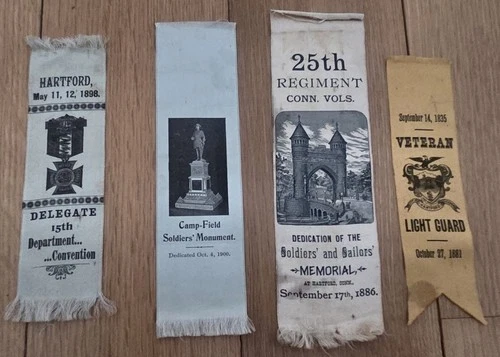 HARTFORD,
May 11, 12, 1898.
DELEGATE
15th
Department...
...Convention
Camp-Field
Soldiers' Monument.
Dedicated Oct. 4, 1900.
25th
REGIMENT
CONN. VOLS.
DEDICATION OF THE
Soldiers' and Sailors'
MEMORIAL,
AT HARTFORD, CONN.,
September 17th, 1886.
September 14, 1835
VETERAN
LIGHT GUARD
October 27, 1881